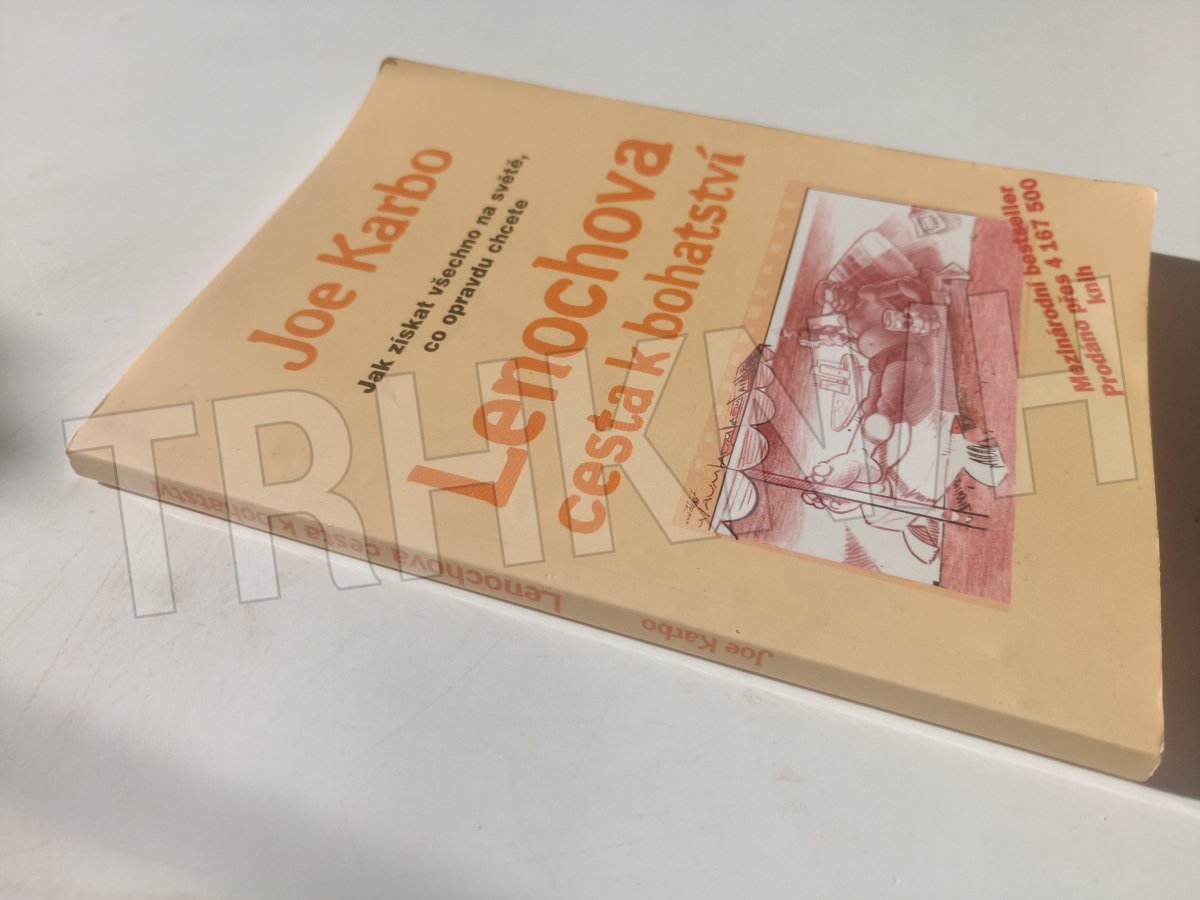 Joe Karbo
Jak získat všechno na světě,
co opravdu chcete
Lenochova
cesta k bohatství
Mezinárodní bestseller
Prodáno přes 4 167 500
knih
Lenochova cesta k bohatství
Joe Karbo
TRHKNIH